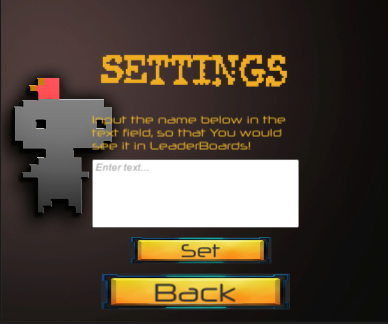 SETTINGS
Input the name below in the
text field, so that You would
see it in LeaderBoards!
Enter text...
Set
Back